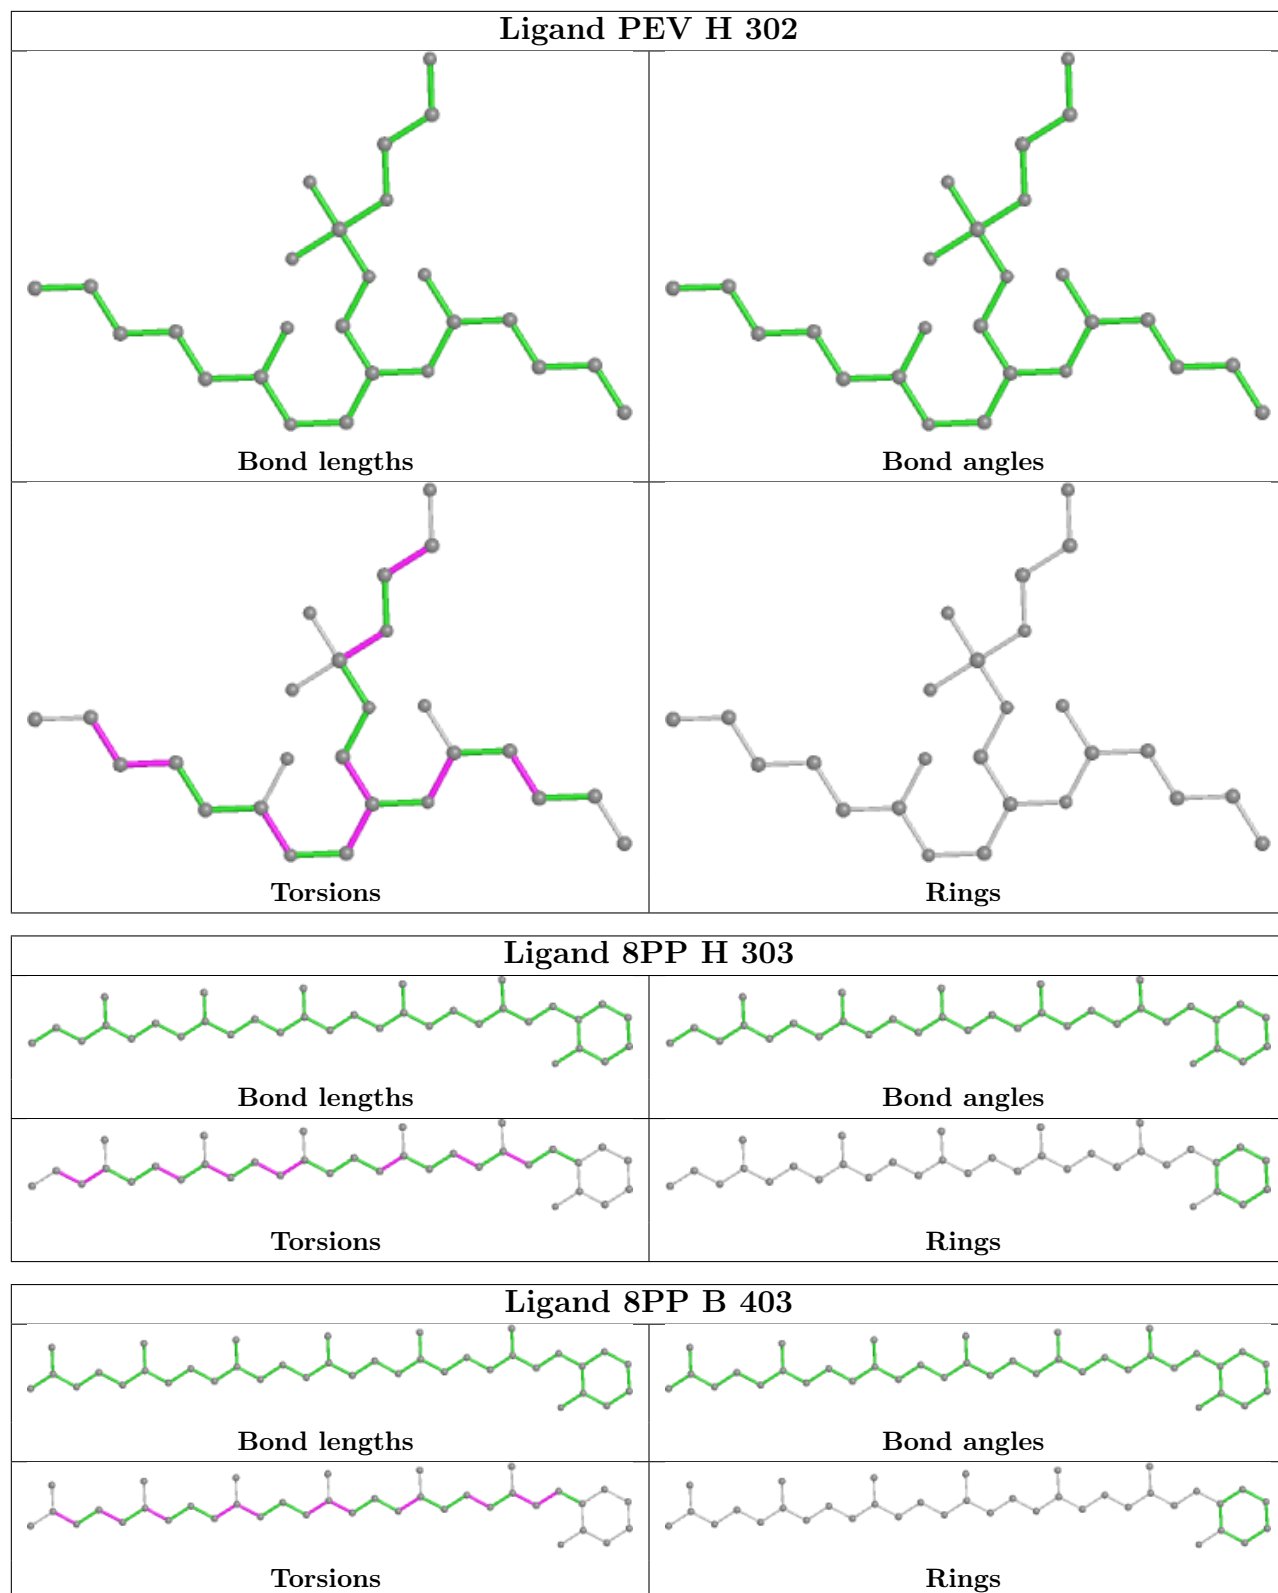 Ligand PEV H 302
Bond lengths
Bond angles
Torsions
Rings
Ligand 8PP H 303
Bond lengths
Bond angles
Torsions
Rings
Ligand 8PP B 403
Bond lengths
Bond angles
Torsions
Rings